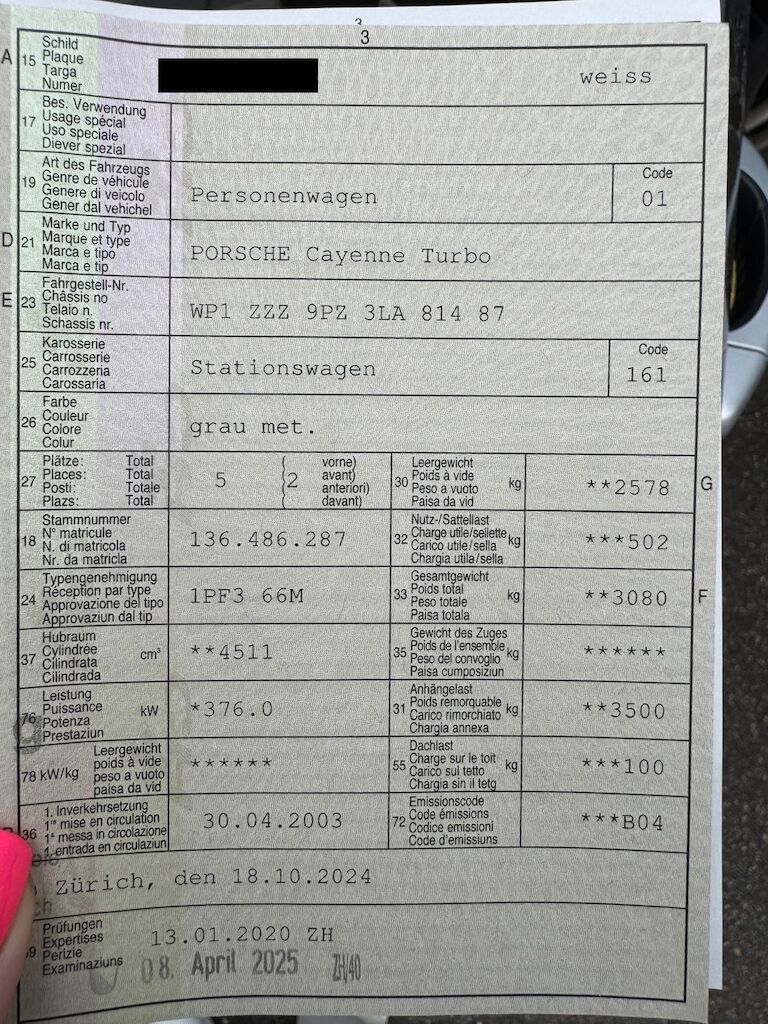 3
3
A
15 Schild
Plaque
Targa
Numer
weiss
17 Bes. Verwendung
Usage spécial
Uso speciale
Diever spezial
19 Art des Fahrzeugs
Genre de véhicule
Genere di veicolo
Gener dal vehichel
Personenwagen
Code
01
D
21 Marke und Typ
Marque et type
Marca e tipo
Marca e tip
PORSCHE Cayenne Turbo
E
23 Fahrgestell-Nr.
Châssis no
Telaio n.
Schassis nr.
WP1 ZZZ 9PZ 3LA 814 87
25 Karosserie
Carrosserie
Carrozzeria
Carossaria
Stationswagen
Code
161
26 Farbe
Couleur
Colore
Colur
grau met.
27 Plätze: Total
Places: Total
Posti: Totale
Plazs: Total
5 (2 vorne)
( avant)
( anteriori)
( davant)
30 Leergewicht
Poids à vide
Peso a vuoto
Paisa da vid
kg
**2578
G
18 Stammnummer
N° matricule
N. di matricola
Nr. da matricla
136.486.287
32 Nutz-/Sattellast
Charge utile/sellette
Carico utile/sella
Chargia utila/sella
kg
***502
24 Typengenehmigung
Réception par type
Approvazione del tipo
Approvaziun dal tip
1PF3 66M
33 Gesamtgewicht
Poids total
Peso totale
Paisa totala
kg
**3080
F
37 Hubraum
Cylindrée
Cilindrata
Cilindrada
cm³
**4511
35 Gewicht des Zuges
Poids de l'ensemble
Peso del convoglio
Paisa cumposiziun
kg
******
76 Leistung
Puissance
Potenza
Prestaziun
kW
*376.0
31 Anhängelast
Poids remorquable
Carico rimorchiato
Chargia annexa
kg
**3500
78 kW/kg
Leergewicht
poids à vide
peso a vuoto
paisa da vid
******
55 Dachlast
Charge sur le toit
Carico sul tetto
Chargia sin il tetg
kg
***100
36 1. Inverkehrsetzung
1re mise en circulation
1a messa in circolazione
1. entrada en circulaziun
30.04.2003
72 Emissionscode
Code émissions
Codice emissioni
Code d'emissiuns
***B04
Zürich, den 18.10.2024
Prüfungen
Expertises
Perizie
Examinaziuns
13.01.2020 ZH
08. April 2025 ZH/40